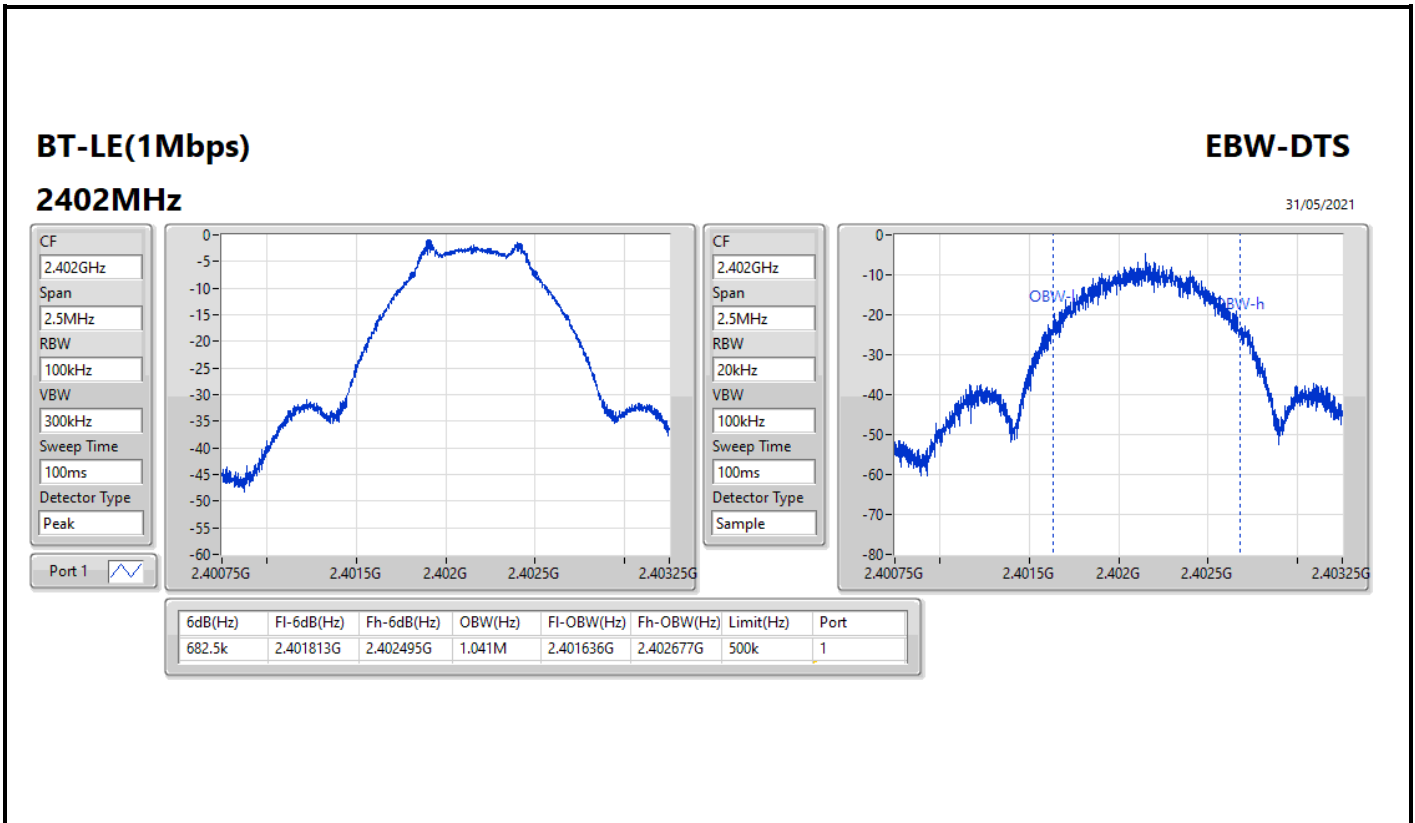 BT-LE(1Mbps)
EBW-DTS
2402MHz
31/05/2021
CF
2.402GHz
Span
2.5MHz
RBW
100kHz
VBW
300kHz
Sweep Time
100ms
Detector Type
Peak
Port 1
0
-5
-10
-15
-20
-25
-30
-35
-40
-45
-50
-55
-60
2.40075G 2.4015G 2.402G 2.4025G 2.40325G
CF
2.402GHz
Span
2.5MHz
RBW
20kHz
VBW
100kHz
Sweep Time
100ms
Detector Type
Sample
0
-10
-20
-30
-40
-50
-60
-70
-80
OBW-l
OBW-h
2.40075G 2.4015G 2.402G 2.4025G 2.40325G
6dB(Hz) Fl-6dB(Hz) Fh-6dB(Hz) OBW(Hz) Fl-OBW(Hz) Fh-OBW(Hz) Limit(Hz) Port
682.5k 2.401813G 2.402495G 1.041M 2.401636G 2.402677G 500k 1